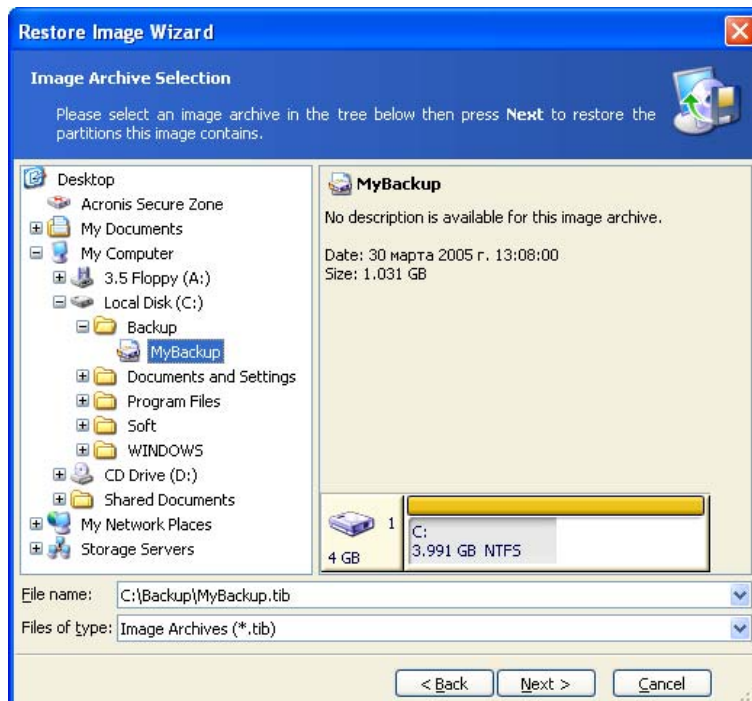 Restore Image Wizard
Image Archive Selection
Please select an image archive in the tree below then press Next to restore the
partitions this image contains.
Desktop
Acronis Secure Zone
My Documents
My Computer
3.5 Floppy (A:)
Local Disk (C:)
Backup
MyBackup
Documents and Settings
Program Files
Soft
WINDOWS
CD Drive (D:)
Shared Documents
My Network Places
Storage Servers
MyBackup
No description is available for this image archive.
Date: 30 марта 2005 г. 13:08:00
Size: 1.031 GB
1
4 GB
C:
3.991 GB NTFS
File name: C:\Backup\MyBackup.tib
Files of type: Image Archives (*.tib)
< Back Next > Cancel